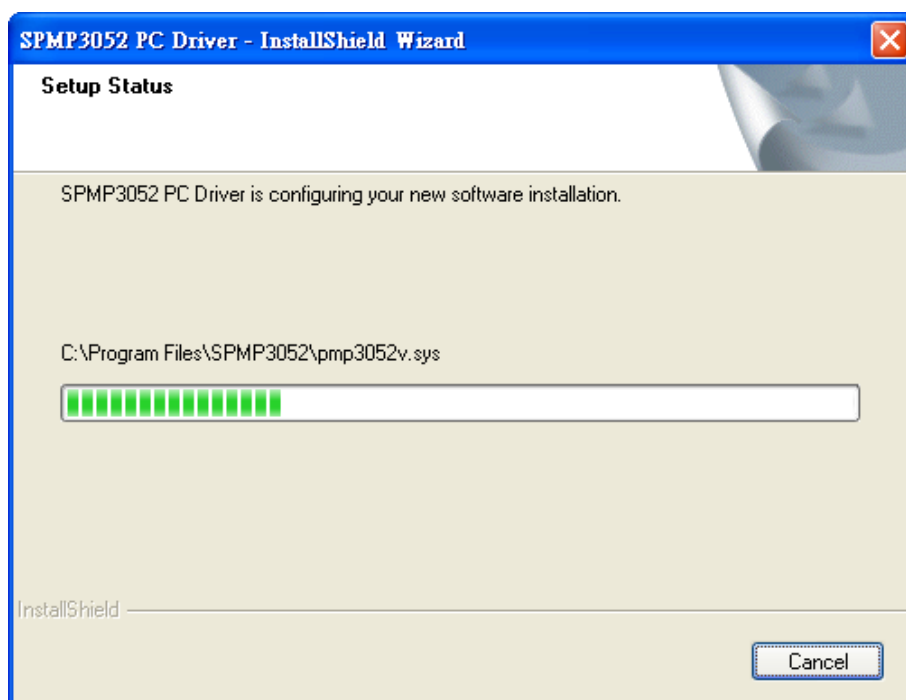 SPMP3052 PC Driver - InstallShield Wizard
Setup Status
SPMP3052 PC Driver is configuring your new software installation.
C:\Program Files\SPMP3052\pmp3052v.sys
InstallShield
Cancel